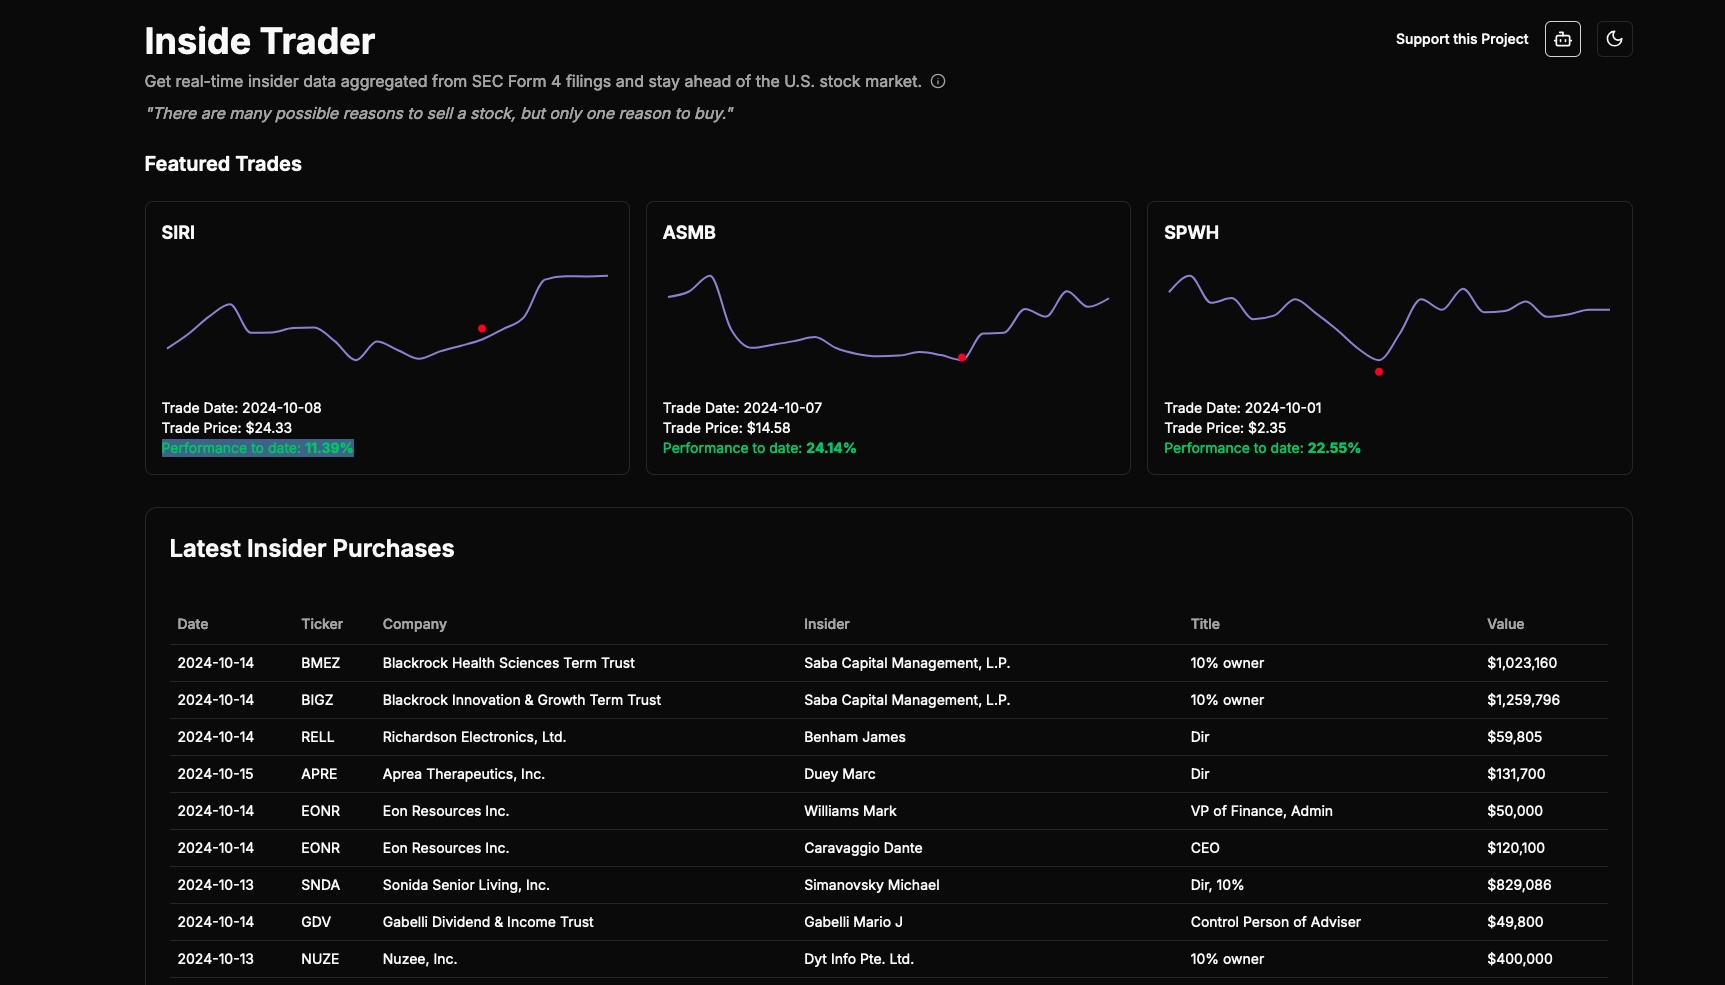 Inside Trader
Support this Project
Get real-time insider data aggregated from SEC Form 4 filings and stay ahead of the U.S. stock market.
"There are many possible reasons to sell a stock, but only one reason to buy."
Featured Trades
SIRI
Trade Date: 2024-10-08
Trade Price: $24.33
Performance to date: 11.39%
ASMB
Trade Date: 2024-10-07
Trade Price: $14.58
Performance to date: 24.14%
SPWH
Trade Date: 2024-10-01
Trade Price: $2.35
Performance to date: 22.55%
Latest Insider Purchases
Date Ticker Company Insider Title Value
2024-10-14 BMEZ Blackrock Health Sciences Term Trust Saba Capital Management, L.P. 10% owner $1,023,160
2024-10-14 BIGZ Blackrock Innovation & Growth Term Trust Saba Capital Management, L.P. 10% owner $1,259,796
2024-10-14 RELL Richardson Electronics, Ltd. Benham James Dir $59,805
2024-10-15 APRE Aprea Therapeutics, Inc. Duey Marc Dir $131,700
2024-10-14 EONR Eon Resources Inc. Williams Mark VP of Finance, Admin $50,000
2024-10-14 EONR Eon Resources Inc. Caravaggio Dante CEO $120,100
2024-10-13 SNDA Sonida Senior Living, Inc. Simanovsky Michael Dir, 10% $829,086
2024-10-14 GDV Gabelli Dividend & Income Trust Gabelli Mario J Control Person of Adviser $49,800
2024-10-13 NUZE Nuzee, Inc. Dyt Info Pte. Ltd. 10% owner $400,000